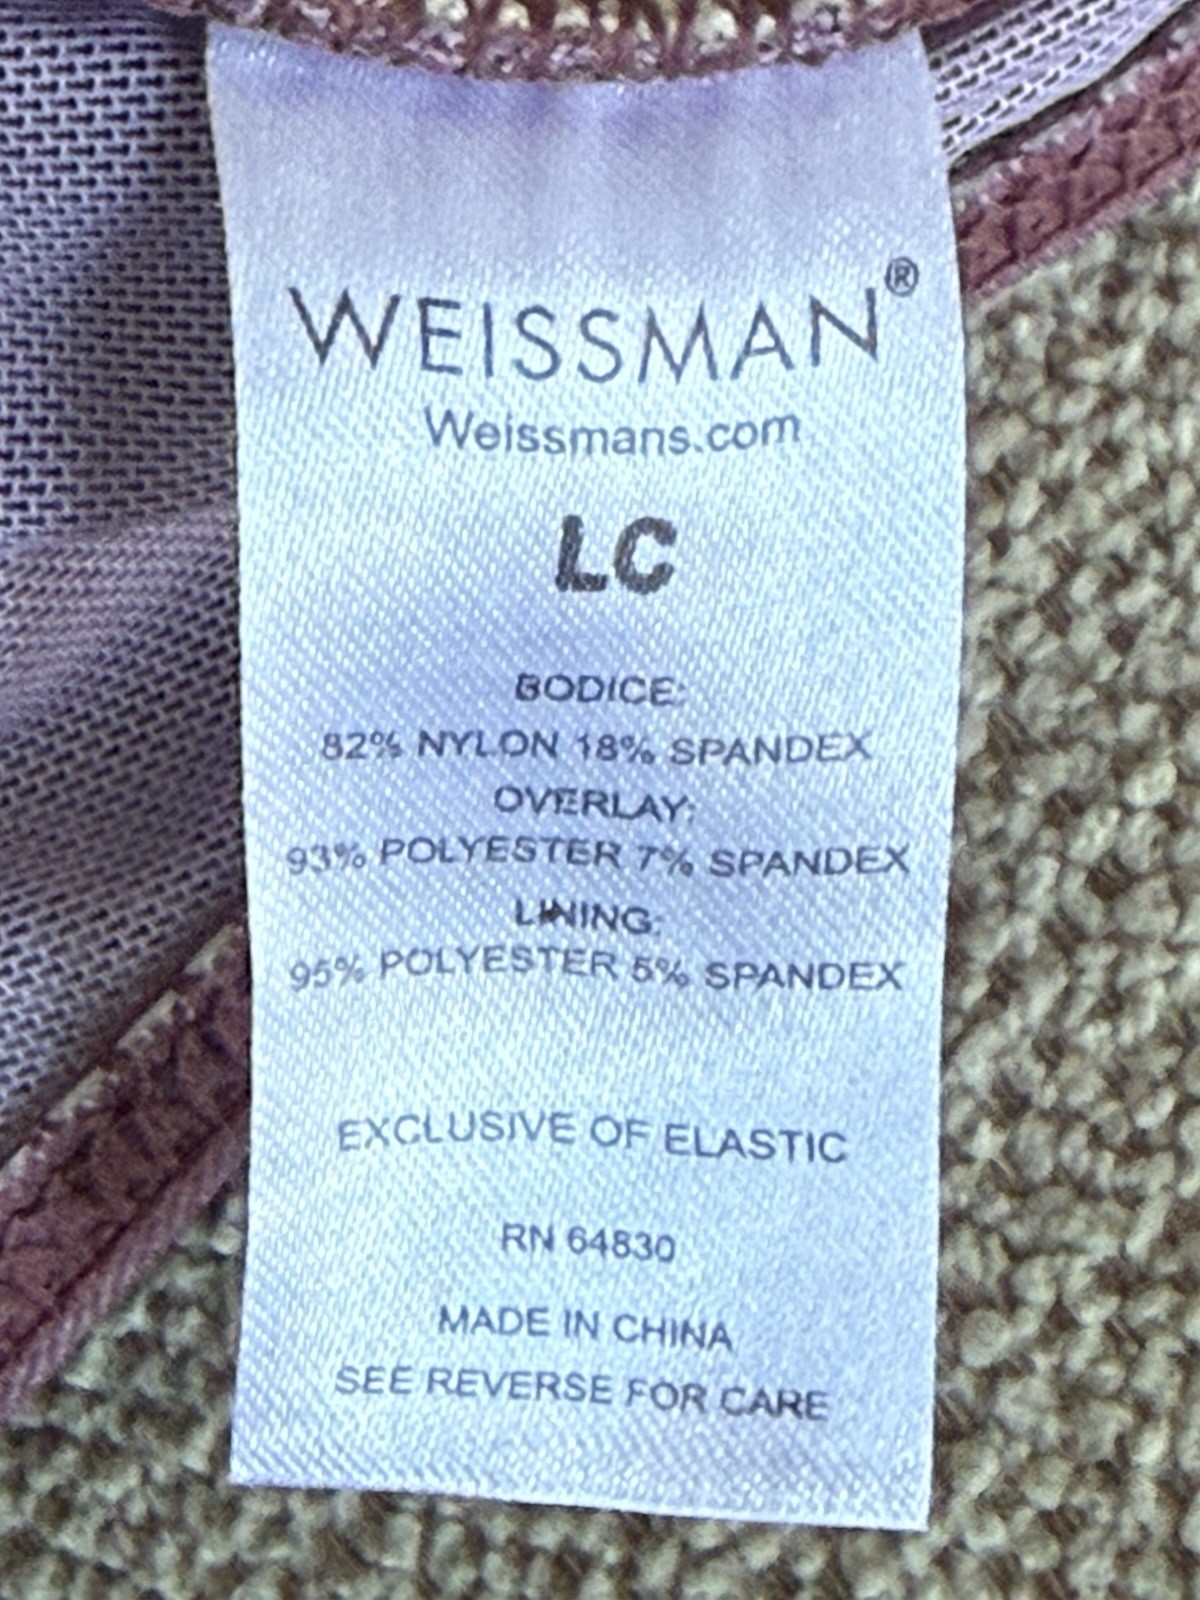 WEISSMAN®
Weissmans.com
LC
BODICE:
82% NYLON 18% SPANDEX
OVERLAY:
93% POLYESTER 7% SPANDEX
LINING:
95% POLYESTER 5% SPANDEX
EXCLUSIVE OF ELASTIC
RN 64830
MADE IN CHINA
SEE REVERSE FOR CARE